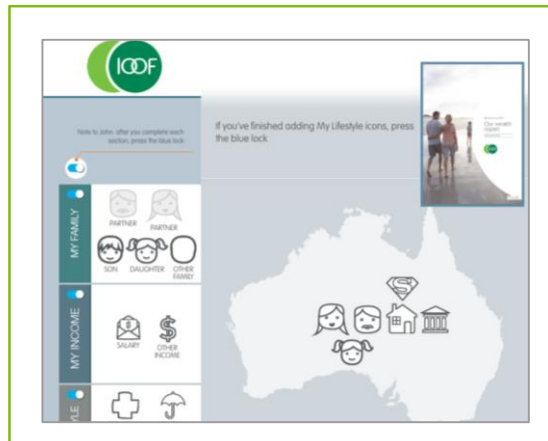 IOOF
Note to John: after you complete each
section, press the blue lock
If you've finished adding My Lifestyle icons, press
the blue lock
Our wealth
report
MY FAMILY
PARTNER
PARTNER
SON
DAUGHTER
OTHER
FAMILY
MY INCOME
SALARY
OTHER
INCOME